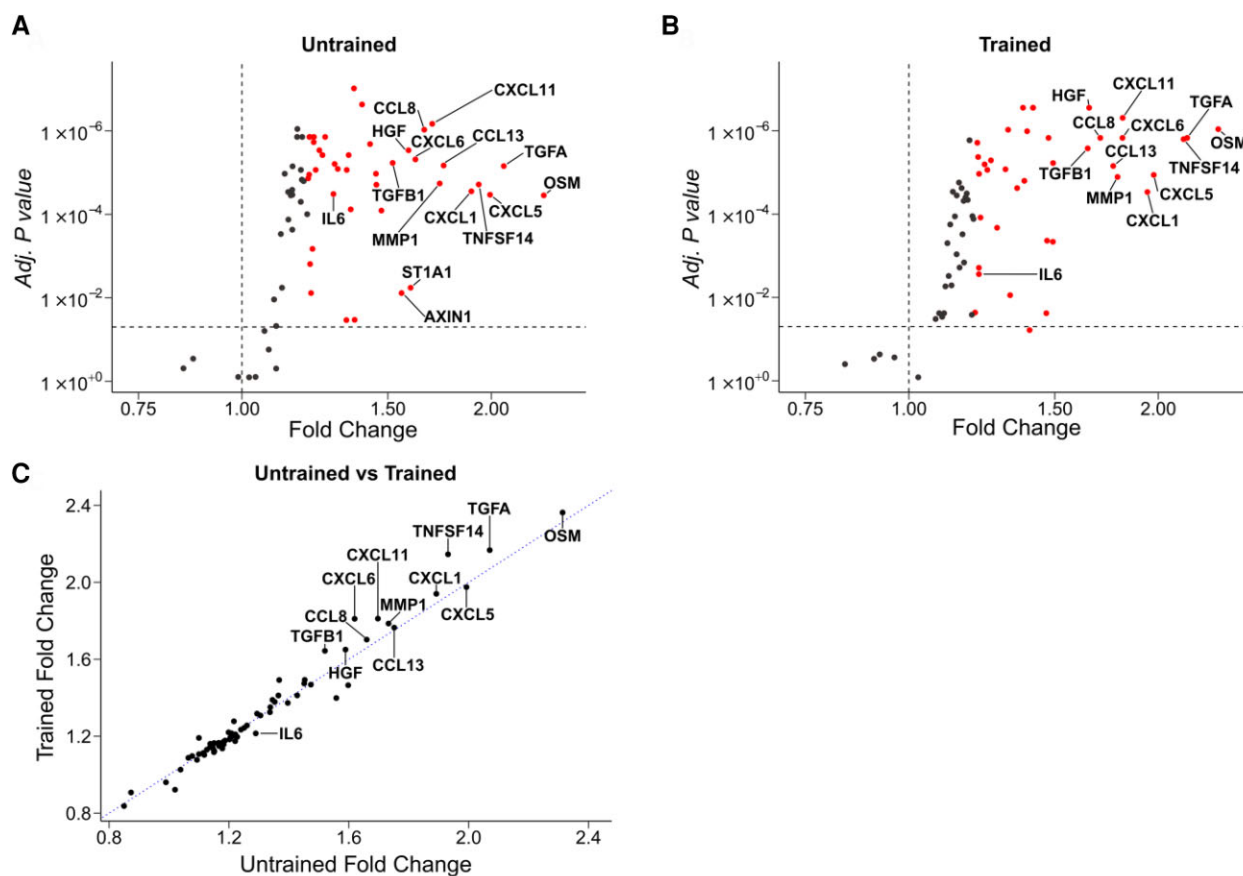 A
Untrained
Adj. P value
1 × 10⁻⁶
1 × 10⁻⁴
1 × 10⁻²
1 × 10⁺⁰
CXCL11
CCL8
HGF
CXCL6
CCL13
TGFA
TGFB1
OSM
IL6
CXCL1
CXCL5
MMP1
TNFSF14
ST1A1
AXIN1
0.75
1.00
1.50
2.00
Fold Change
B
Trained
Adj. P value
1 × 10⁻⁶
1 × 10⁻⁴
1 × 10⁻²
1 × 10⁺⁰
CXCL11
HGF
TGFA
CCL8
CXCL6
OSM
CCL13
TNFSF14
TGFB1
MMP1
CXCL5
CXCL1
IL6
0.75
1.00
1.50
2.00
Fold Change
C
Untrained vs Trained
Trained Fold Change
2.4
2.0
1.6
1.2
0.8
TGFA
TNFSF14
OSM
CXCL11
CXCL6
CXCL1
MMP1
CXCL5
CCL8
TGFB1
HGF
CCL13
IL6
0.8
1.2
1.6
2.0
2.4
Untrained Fold Change